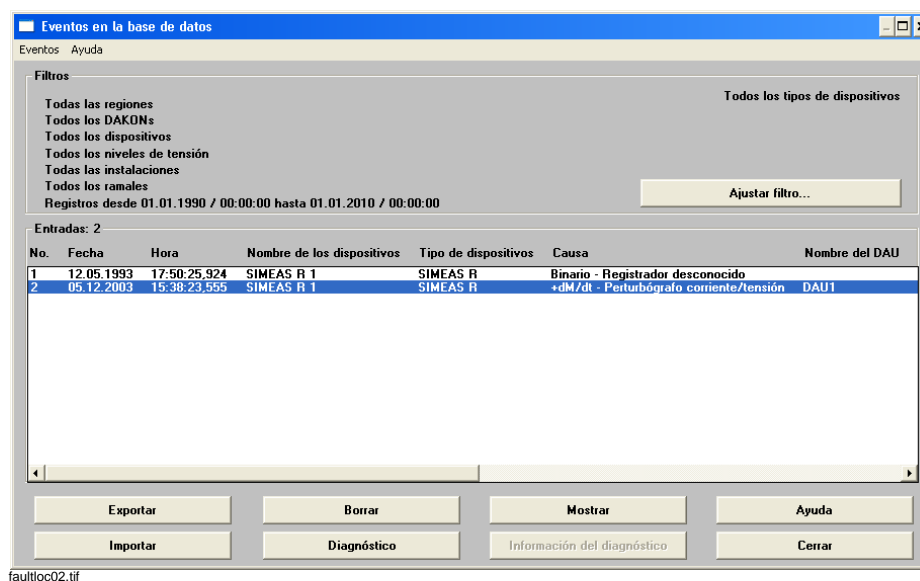 Eventos en la base de datos
Eventos Ayuda
Filtros
Todas las regiones
Todos los tipos de dispositivos
Todos los DAKONs
Todos los dispositivos
Todos los niveles de tensión
Todas las instalaciones
Todos los ramales
Ajustar filtro...
Registros desde 01.01.1990 / 00:00:00 hasta 01.01.2010 / 00:00:00
Entradas: 2
No. Fecha Hora Nombre de los dispositivos Tipo de dispositivos Causa Nombre del DAU
1 12.05.1993 17:50:25,924 SIMEAS R 1 SIMEAS R Binario - Registrador desconocido
2 05.12.2003 15:38:23,555 SIMEAS R 1 SIMEAS R +dM/dt - Perturbógrafo corriente/tensión DAU1
Exportar Borrar Mostrar Ayuda
Importar Diagnóstico Información del diagnóstico Cerrar
faultloc02.tif